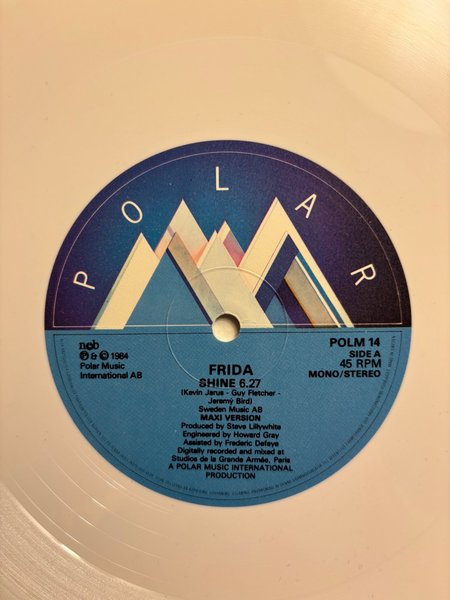 POLAR
ncb
Ⓟ & © 1984
Polar Music
International AB
POLM 14
SIDE A
45 RPM
MONO/STEREO
FRIDA
SHINE 6.27
(Kevin Jarus - Guy Fletcher -
Jeremy Bird)
Sweden Music AB
MAXI VERSION
Produced by Steve Lillywhite
Engineered by Howard Gray
Assisted by Frederic Defaye
Digitally recorded and mixed at
Studios de la Grande Armée, Paris
A POLAR MUSIC INTERNATIONAL
PRODUCTION